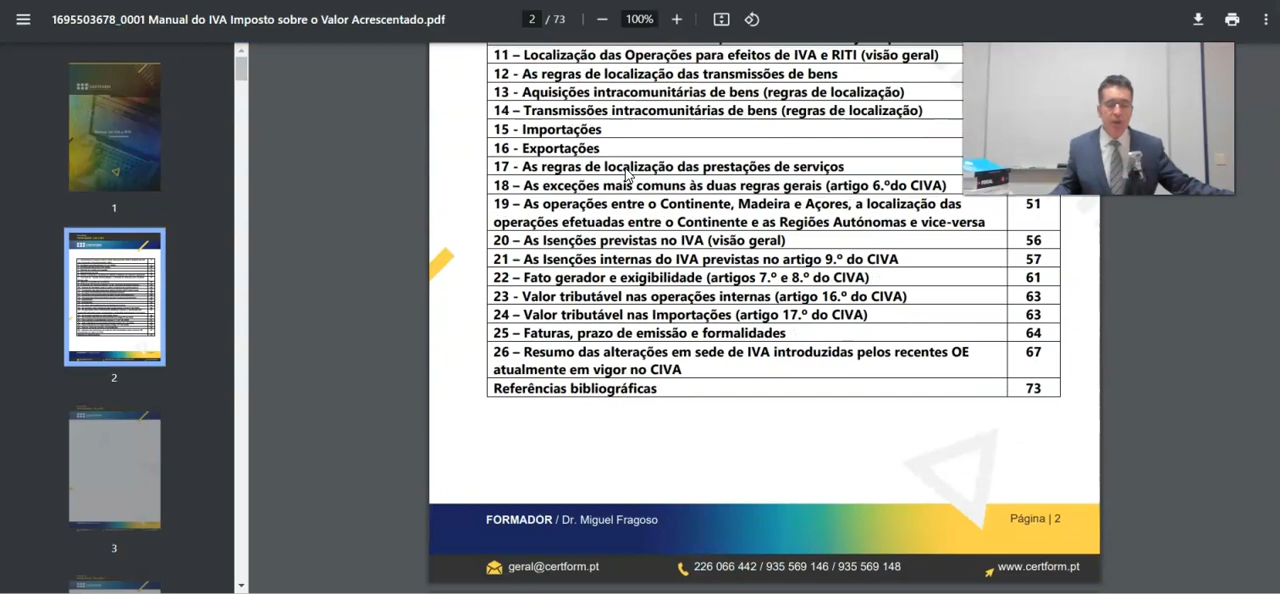 1695503678_0001 Manual do IVA Imposto sobre o Valor Acrescentado.pdf
2 / 73
100%
11 – Localização das Operações para efeitos de IVA e RITI (visão geral)
12 - As regras de localização das transmissões de bens
13 - Aquisições intracomunitárias de bens (regras de localização)
14 – Transmissões intracomunitárias de bens (regras de localização)
15 - Importações
16 - Exportações
17 - As regras de localização das prestações de serviços
18 – As exceções mais comuns às duas regras gerais (artigo 6.ºdo CIVA)
19 – As operações entre o Continente, Madeira e Açores, a localização das 51
operações efetuadas entre o Continente e as Regiões Autónomas e vice-versa
20 – As Isenções previstas no IVA (visão geral) 56
21 – As Isenções internas do IVA previstas no artigo 9.º do CIVA 57
22 – Fato gerador e exigibilidade (artigos 7.º e 8.º do CIVA) 61
23 - Valor tributável nas operações internas (artigo 16.º do CIVA) 63
24 – Valor tributável nas Importações (artigo 17.º do CIVA) 63
25 – Faturas, prazo de emissão e formalidades 64
26 – Resumo das alterações em sede de IVA introduzidas pelos recentes OE 67
atualmente em vigor no CIVA
Referências bibliográficas 73
FORMADOR / Dr. Miguel Fragoso
Página | 2
geral@certform.pt
226 066 442 / 935 569 146 / 935 569 148
www.certform.pt
1
2
3